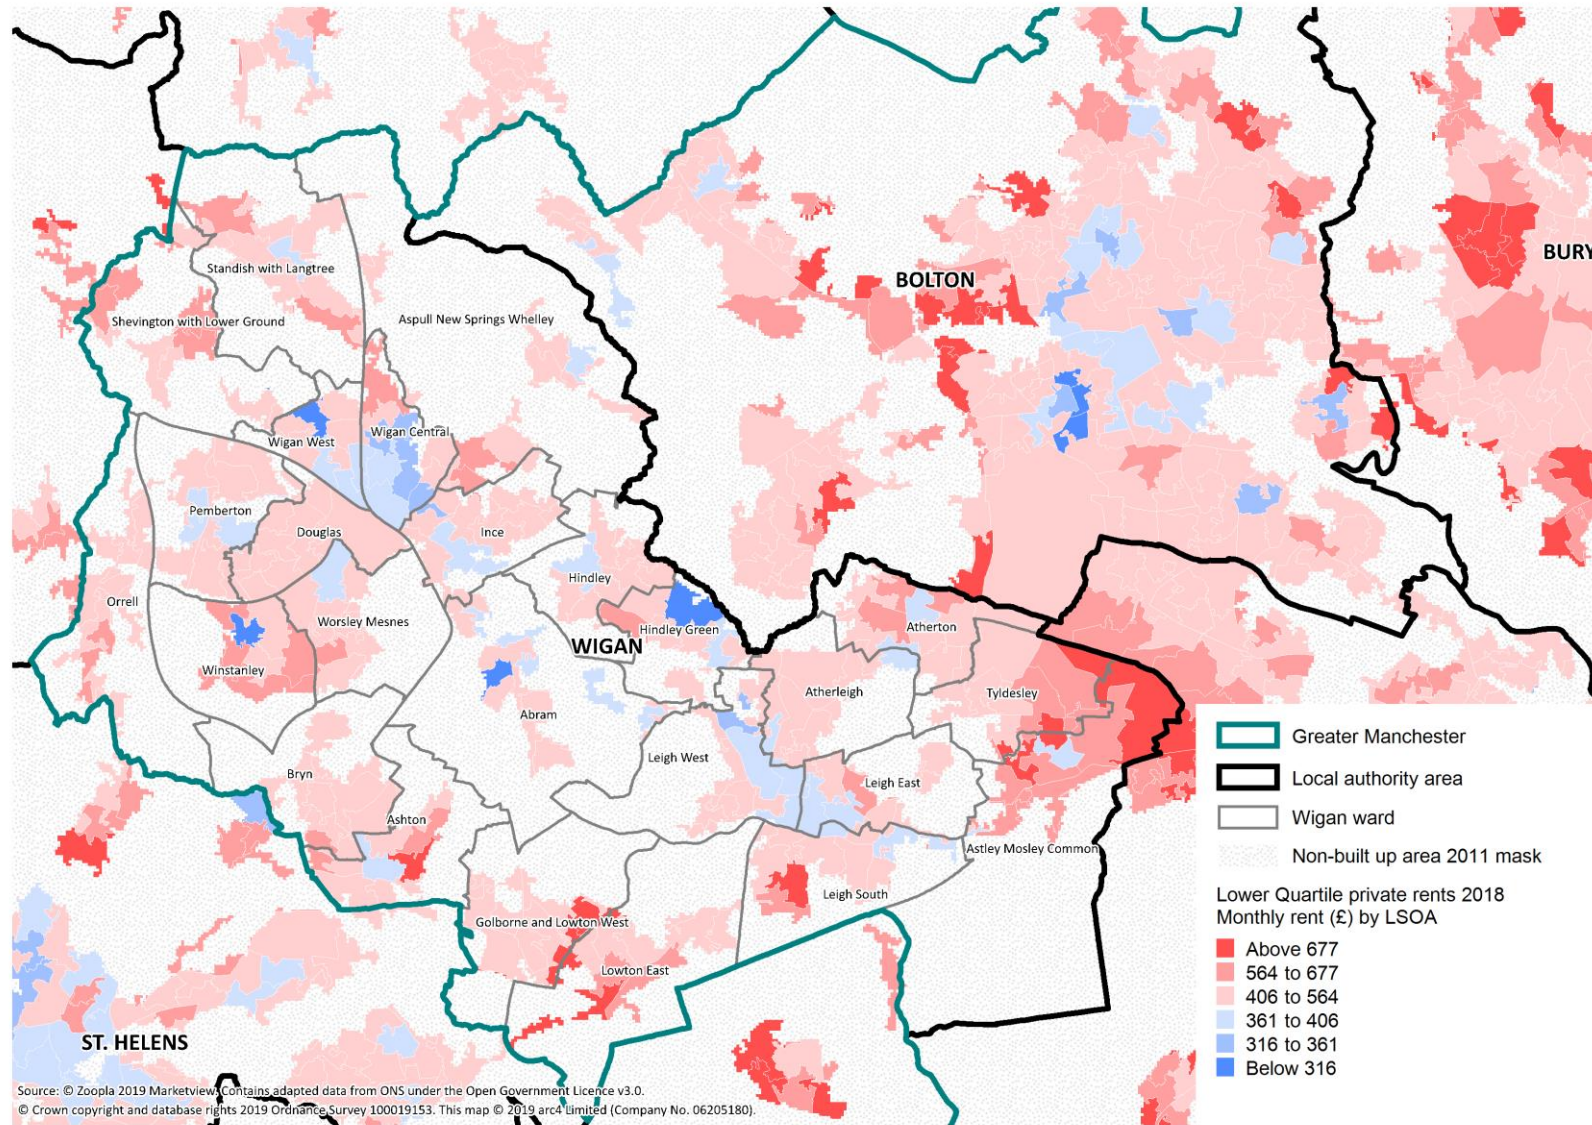 BURY
BOLTON
Standish with Langtree
Shevington with Lower Ground
Aspull New Springs Whelley
Wigan West
Wigan Central
Pemberton
Douglas
Ince
Hindley
Orrell
Worsley Mesnes
Hindley Green
Atherton
WIGAN
Winstanley
Atherleigh
Tyldesley
Abram
Leigh West
Bryn
Leigh East
Ashton
Astley Mosley Common
Leigh South
Golborne and Lowton West
Lowton East
ST. HELENS
Greater Manchester
Local authority area
Wigan ward
Non-built up area 2011 mask
Lower Quartile private rents 2018
Monthly rent (£) by LSOA
Above 677
564 to 677
406 to 564
361 to 406
316 to 361
Below 316
Source: © Zoopla 2019 Marketview. Contains adapted data from ONS under the Open Government Licence v3.0.
© Crown copyright and database rights 2019 Ordnance Survey 100019153. This map © 2019 arc4 Limited (Company No. 06205180).